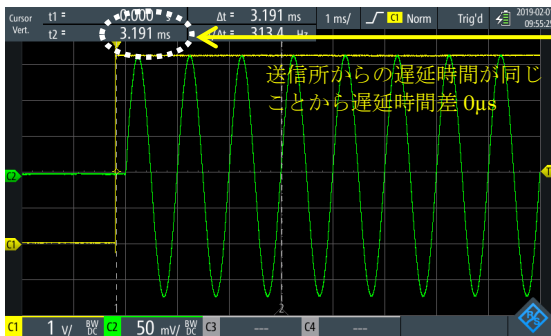 Cursor t1 = 0.000 s Δt = 3.191 ms 1 ms/ C1 Norm Trig'd 2019-02-0
Vert. t2 = 3.191 ms /Δt = 313.4 Hz 09:55:2
送信所からの遅延時間が同じ
ことから遅延時間差 0μs
C2
T
C1
2
C1 1 V/ BW DC C2 50 mV/ BW DC C3 --- C4 ---
R&S